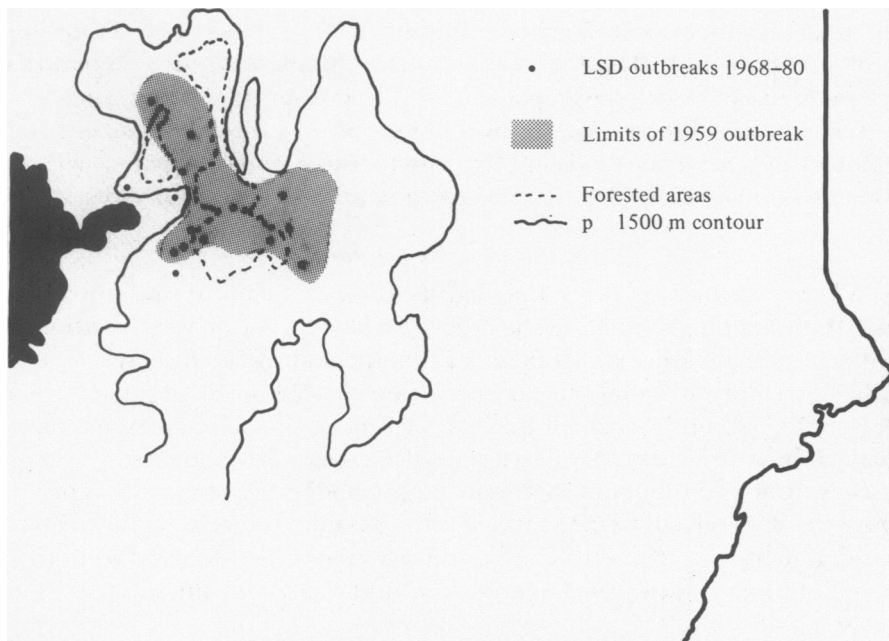 LSD outbreaks 1968–80
Limits of 1959 outbreak
Forested areas
p 1500 m contour